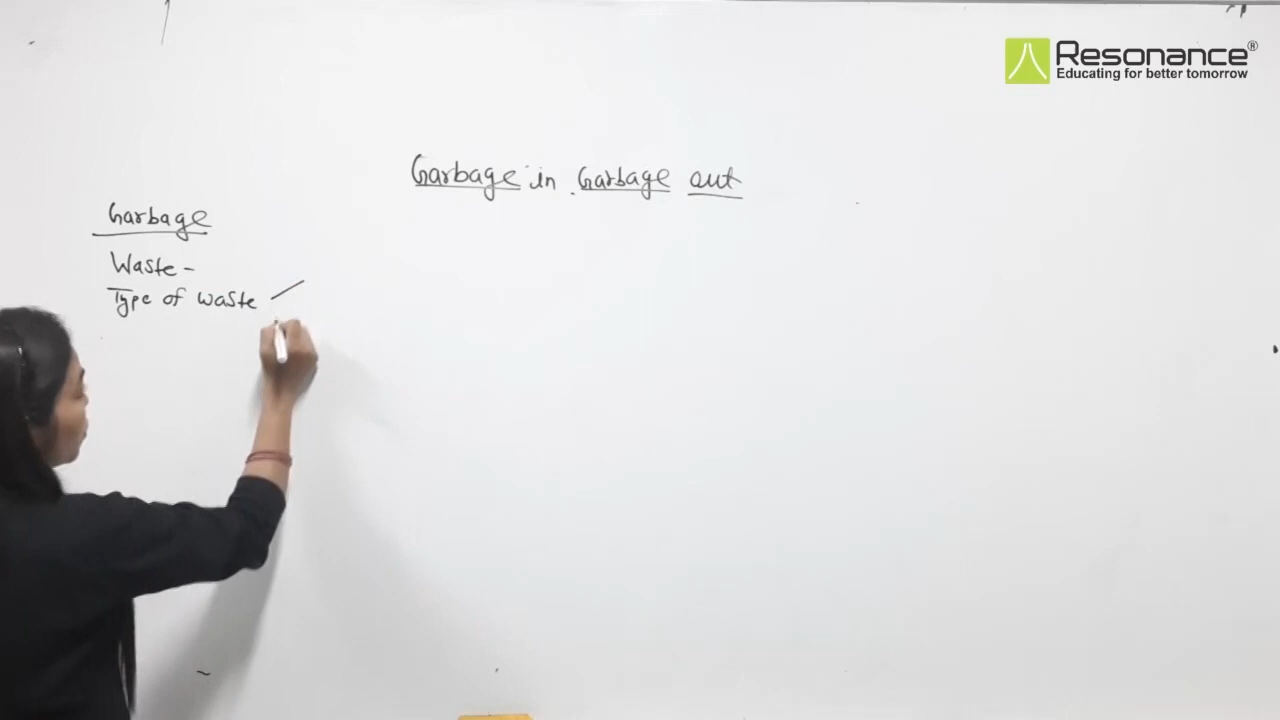 Resonance®
Educating for better tomorrow
Garbage in Garbage out
Garbage
Waste -
Type of waste